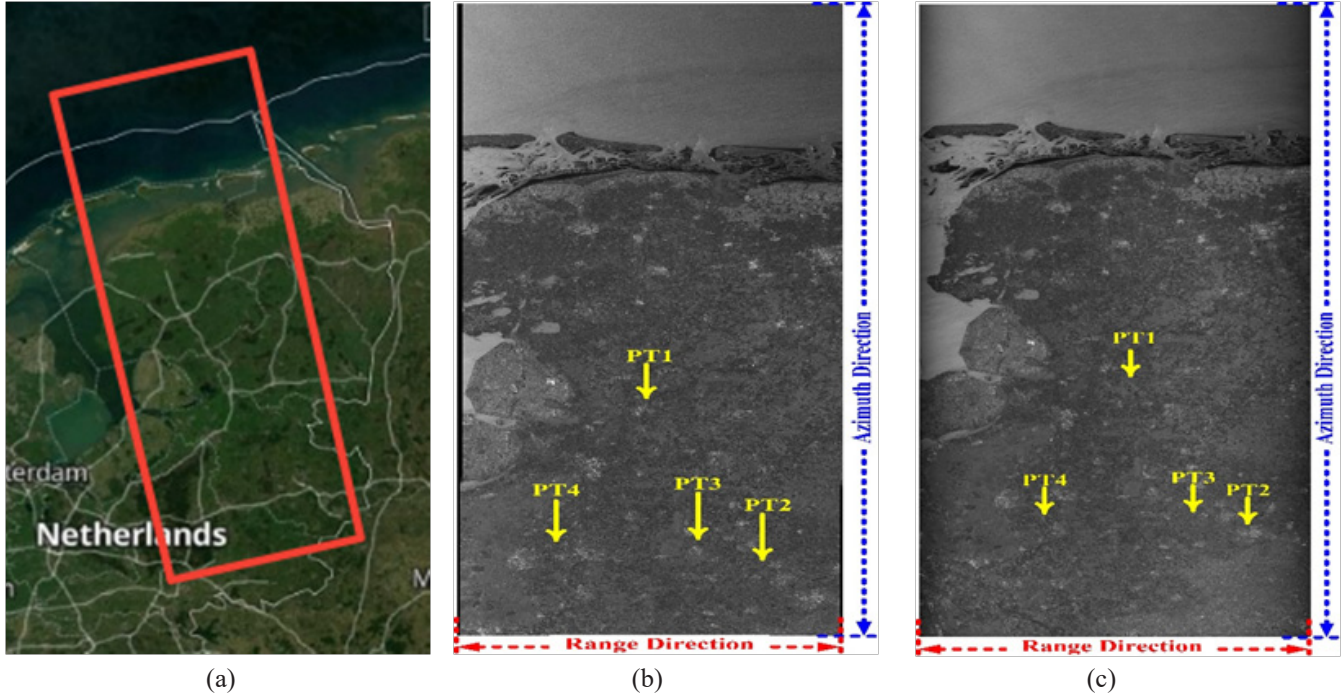 terdam
Netherlands
M
PT1
PT4
PT3
PT2
Azimuth Direction
Range Direction
PT1
PT4
PT3
PT2
Azimuth Direction
Range Direction
(a)
(b)
(c)